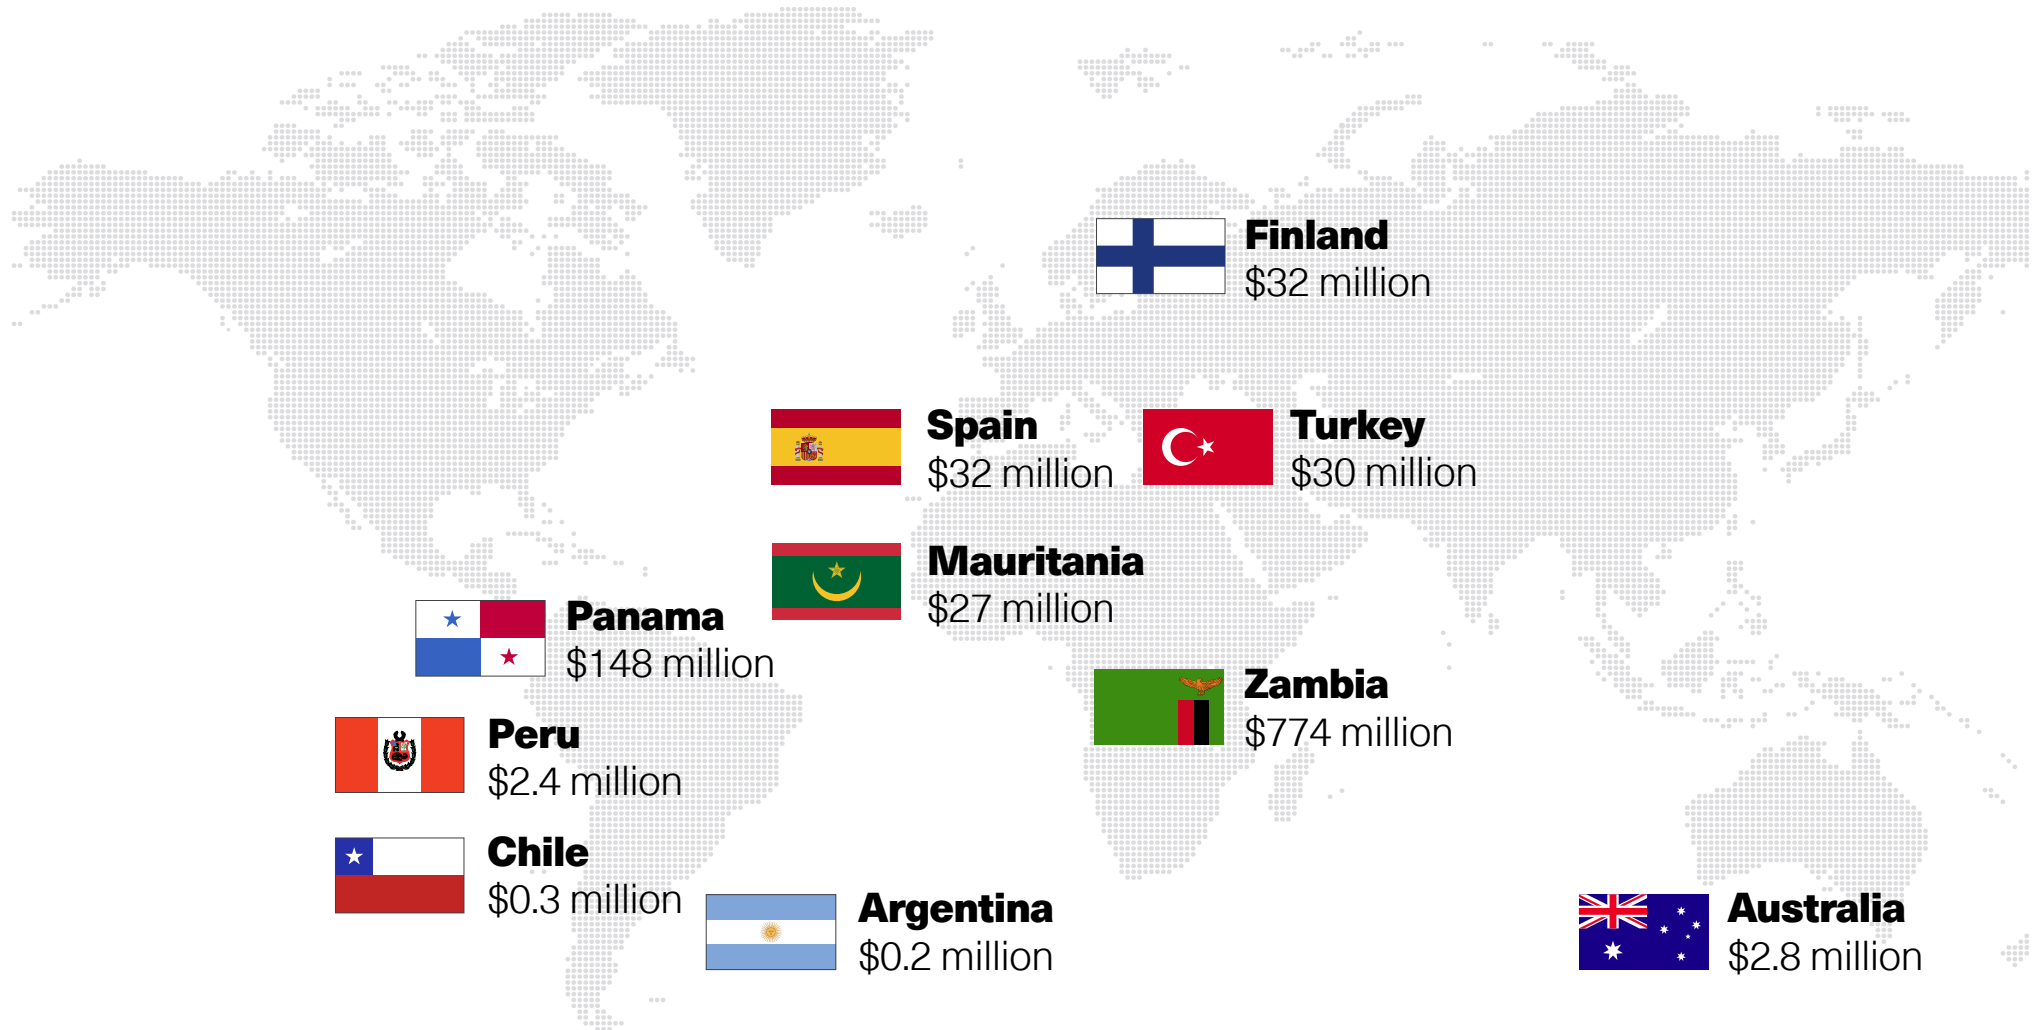 Finland
$32 million
Spain
$32 million
Turkey
$30 million
Mauritania
$27 million
Panama
$148 million
Zambia
$774 million
Peru
$2.4 million
Chile
$0.3 million
Argentina
$0.2 million
Australia
$2.8 million